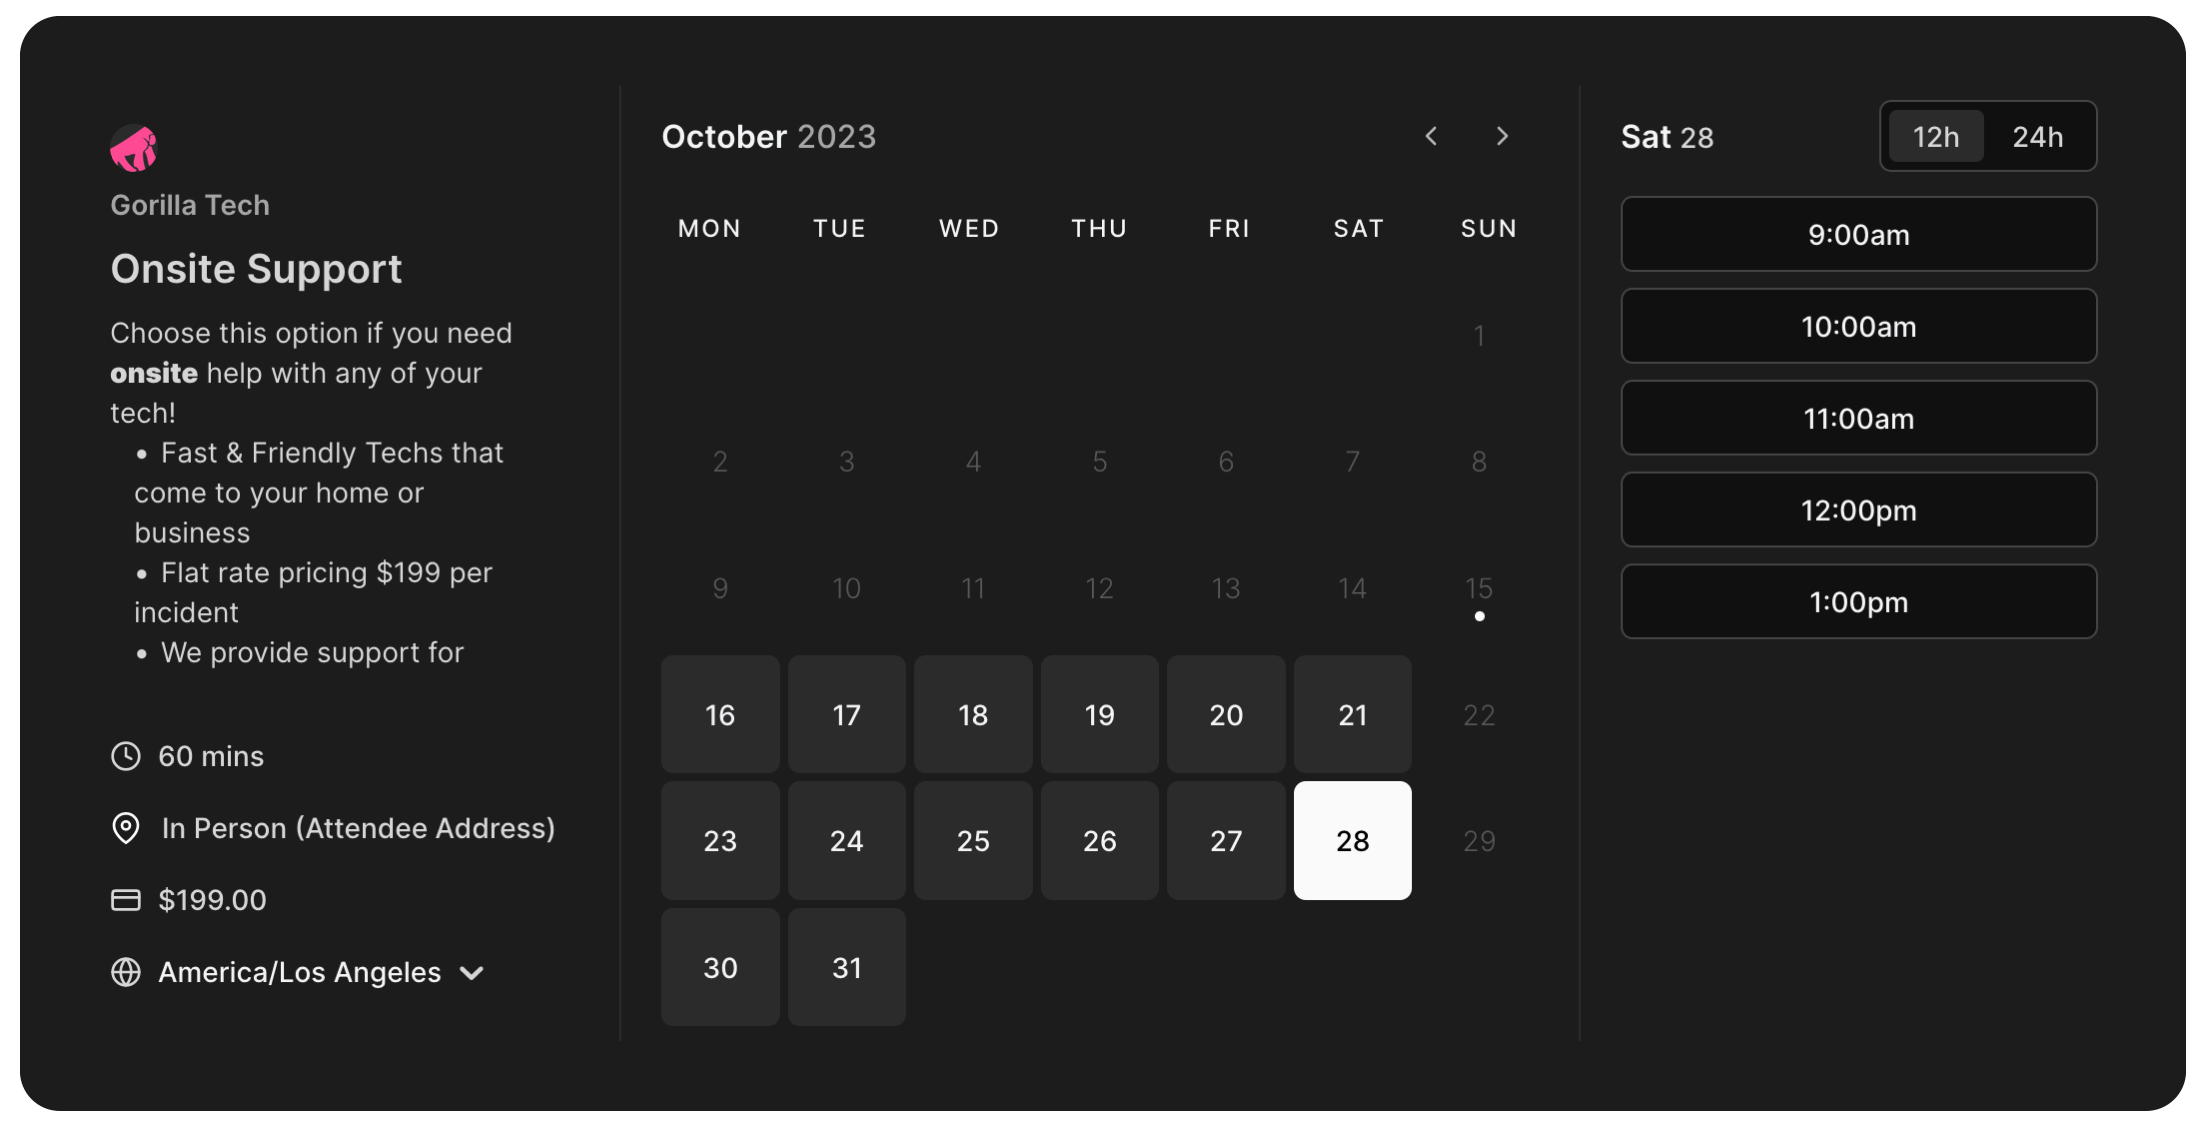 Gorilla Tech
Onsite Support
Choose this option if you need
onsite help with any of your
tech!
• Fast & Friendly Techs that
come to your home or
business
• Flat rate pricing $199 per
incident
• We provide support for
60 mins
In Person (Attendee Address)
$199.00
America/Los Angeles
October 2023
MON TUE WED THU FRI SAT SUN
1
2 3 4 5 6 7 8
9 10 11 12 13 14 15
16 17 18 19 20 21 22
23 24 25 26 27 28 29
30 31
Sat 28
12h 24h
9:00am
10:00am
11:00am
12:00pm
1:00pm